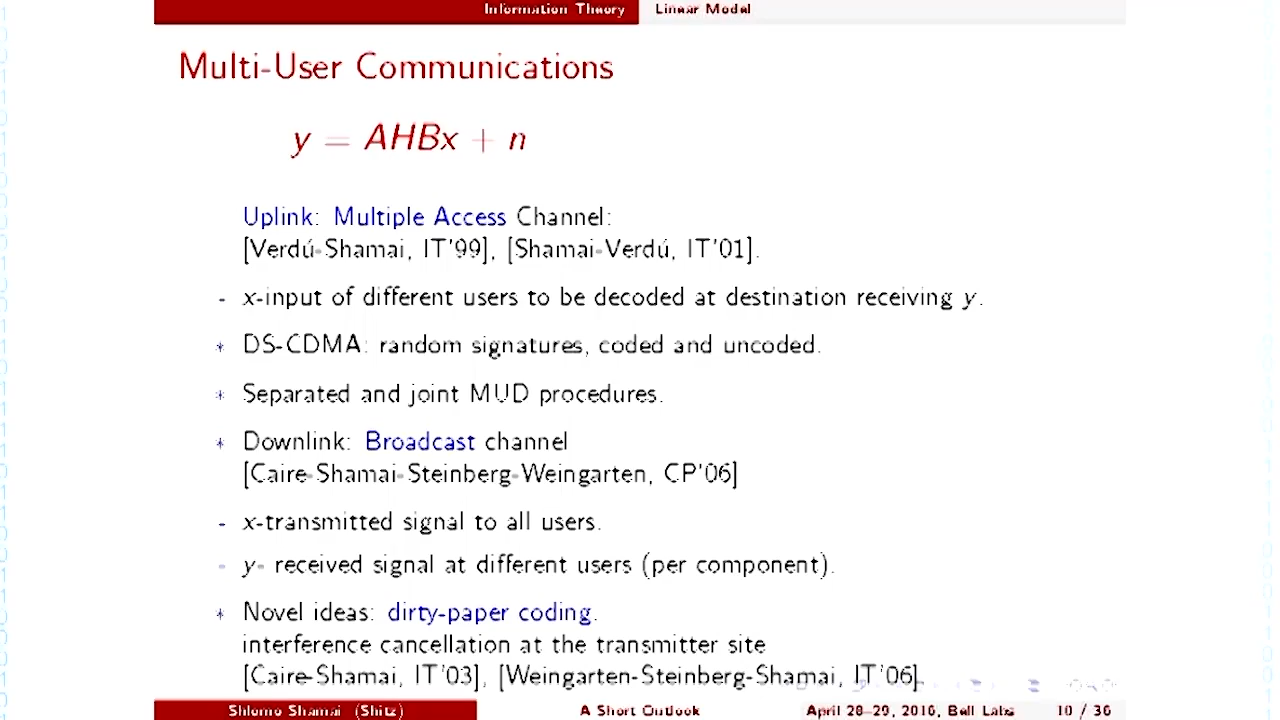 Information Theory Linear Model
Multi-User Communications
y = AHBx + n
Uplink: Multiple Access Channel:
[Verdú-Shamai, IT'99], [Shamai-Verdú, IT'01].
- x-input of different users to be decoded at destination receiving y.
* DS-CDMA: random signatures, coded and uncoded.
* Separated and joint MUD procedures.
* Downlink: Broadcast channel
[Caire-Shamai-Steinberg-Weingarten, CP'06]
- x-transmitted signal to all users.
- y- received signal at different users (per component).
* Novel ideas: dirty-paper coding.
interference cancellation at the transmitter site
[Caire-Shamai, IT'03], [Weingarten-Steinberg-Shamai, IT'06]
Shlomo Shamai (Shitz) A Short Outlook April 28–29, 2016, Bell Labs 10 / 36